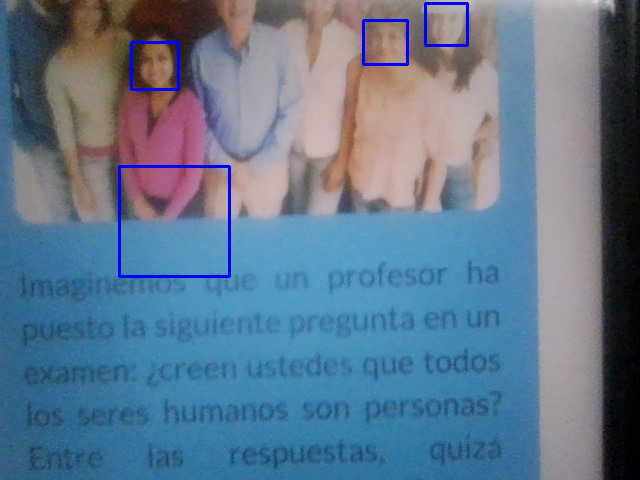 Imaginemos que un profesor ha
puesto la siguiente pregunta en un
examen: ¿creen ustedes que todos
los seres humanos son personas?
Entre las respuestas, quizá